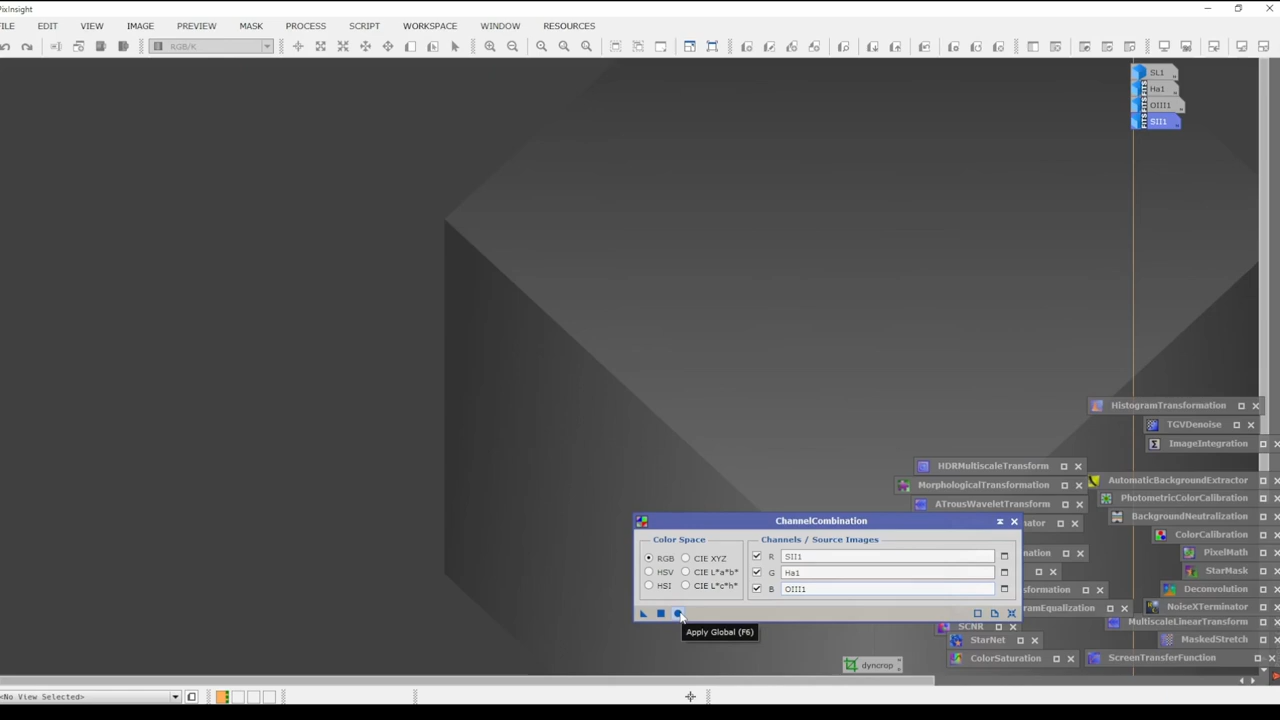 PixInsight
FILE EDIT VIEW IMAGE PREVIEW MASK PROCESS SCRIPT WORKSPACE WINDOW RESOURCES
RGB/K
SL1
FITS Ha1
FITS OIII1
FITS SII1
HistogramTransformation
TGVDenoise
ImageIntegration
HDRMultiscaleTransform
AutomaticBackgroundExtractor
MorphologicalTransformation
PhotometricColorCalibration
ATrousWaveletTransform
BackgroundNeutralization
ColorCalibration
PixelMath
StarMask
Deconvolution
NoiseXTerminator
MultiscaleLinearTransform
SCNR
StarNet
MaskedStretch
ColorSaturation
ScreenTransferFunction
ChannelCombination
Color Space
RGB CIE XYZ
HSV CIE L*a*b*
HSI CIE L*c*h*
Channels / Source Images
R SII1
G Ha1
B OIII1
Apply Global (F6)
dyncrop
<No View Selected>